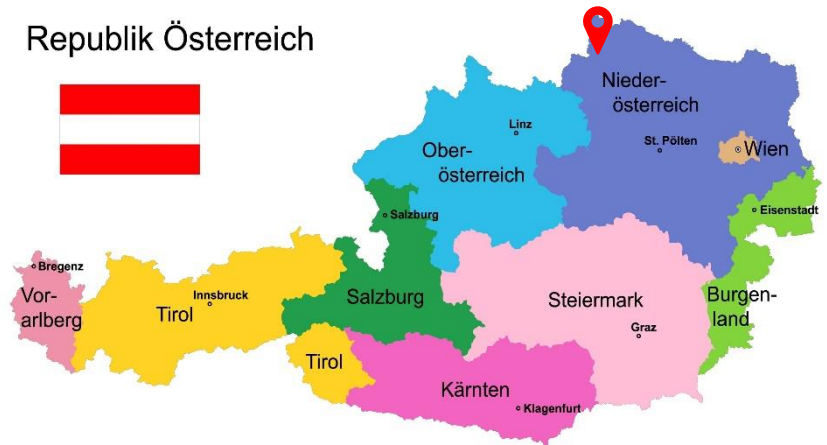 Republik Österreich
Nieder-
österreich
Linz
St. Pölten
Wien
Ober-
österreich
Salzburg
Eisenstadt
Bregenz
Vor-
arlberg
Innsbruck
Tirol
Salzburg
Steiermark
Burgen-
land
Graz
Tirol
Kärnten
Klagenfurt